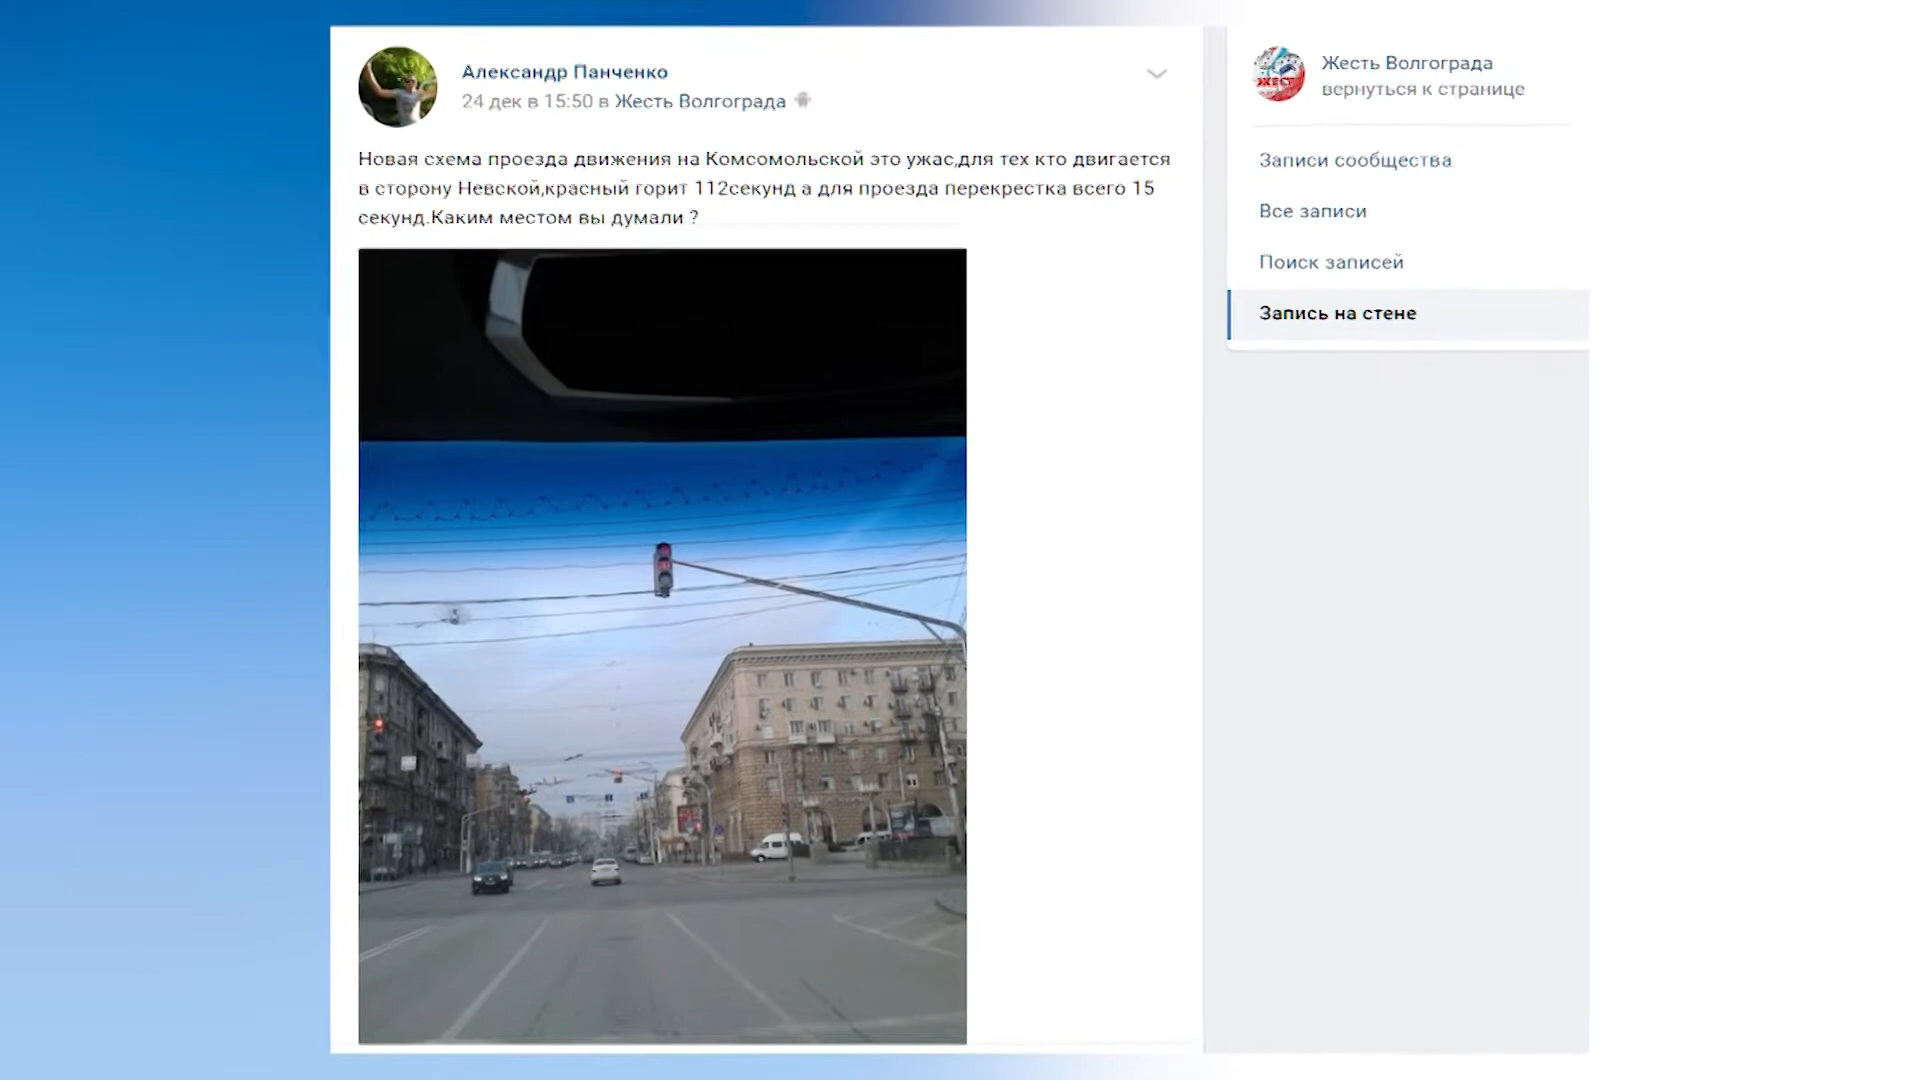 Александр Панченко
24 дек в 15:50 в Жесть Волгограда
Новая схема проезда движения на Комсомольской это ужас,для тех кто двигается
в сторону Невской,красный горит 112секунд а для проезда перекрестка всего 15
секунд.Каким местом вы думали ?
ЖЕСТЬ
Жесть Волгограда
вернуться к странице
Записи сообщества
Все записи
Поиск записей
Запись на стене